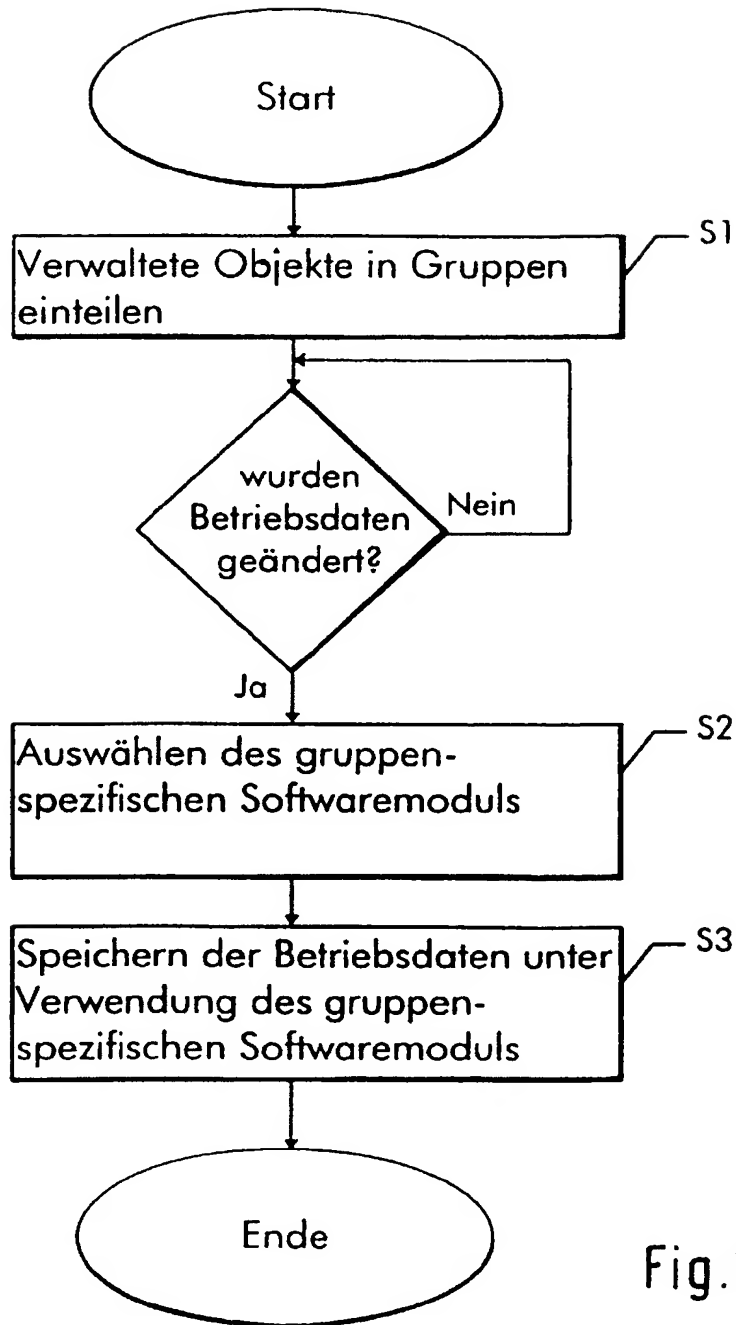 Start
S1
Verwaltete Objekte in Gruppen
einteilen
wurden
Betriebsdaten
geändert?
Nein
Ja
S2
Auswählen des gruppen-
spezifischen Softwaremoduls
S3
Speichern der Betriebsdaten unter
Verwendung des gruppen-
spezifischen Softwaremoduls
Ende
Fig.